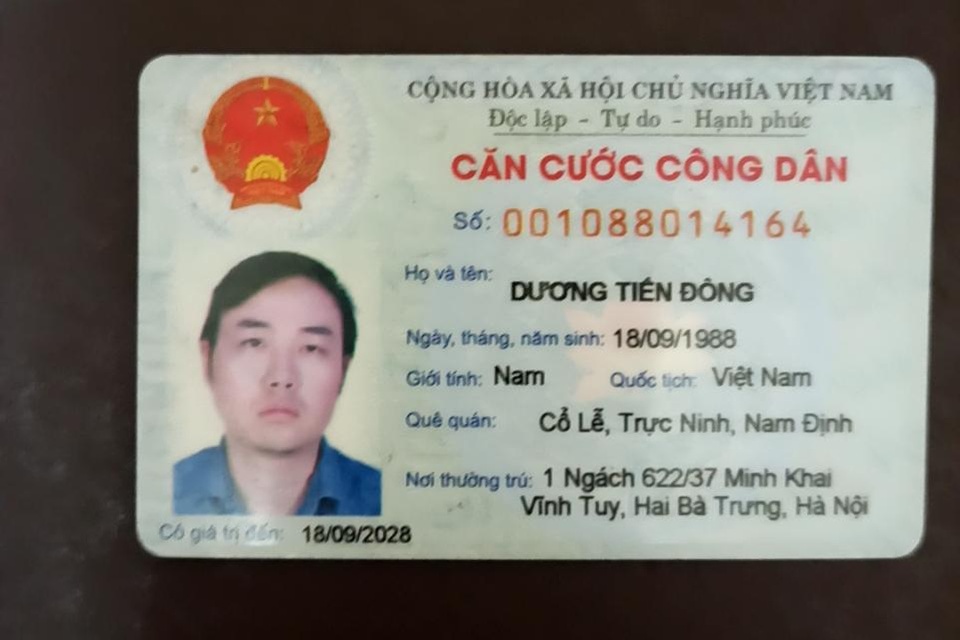 CỘNG HÒA XÃ HỘI CHỦ NGHĨA VIỆT NAM
Độc lập - Tự do - Hạnh phúc
CĂN CƯỚC CÔNG DÂN
Số: 001088014164
Họ và tên: DƯƠNG TIẾN ĐÔNG
Ngày, tháng, năm sinh: 18/09/1988
Giới tính: Nam Quốc tịch: Việt Nam
Quê quán: Cổ Lễ, Trực Ninh, Nam Định
Nơi thường trú: 1 Ngách 622/37 Minh Khai
Vĩnh Tuy, Hai Bà Trưng, Hà Nội
Có giá trị đến: 18/09/2028